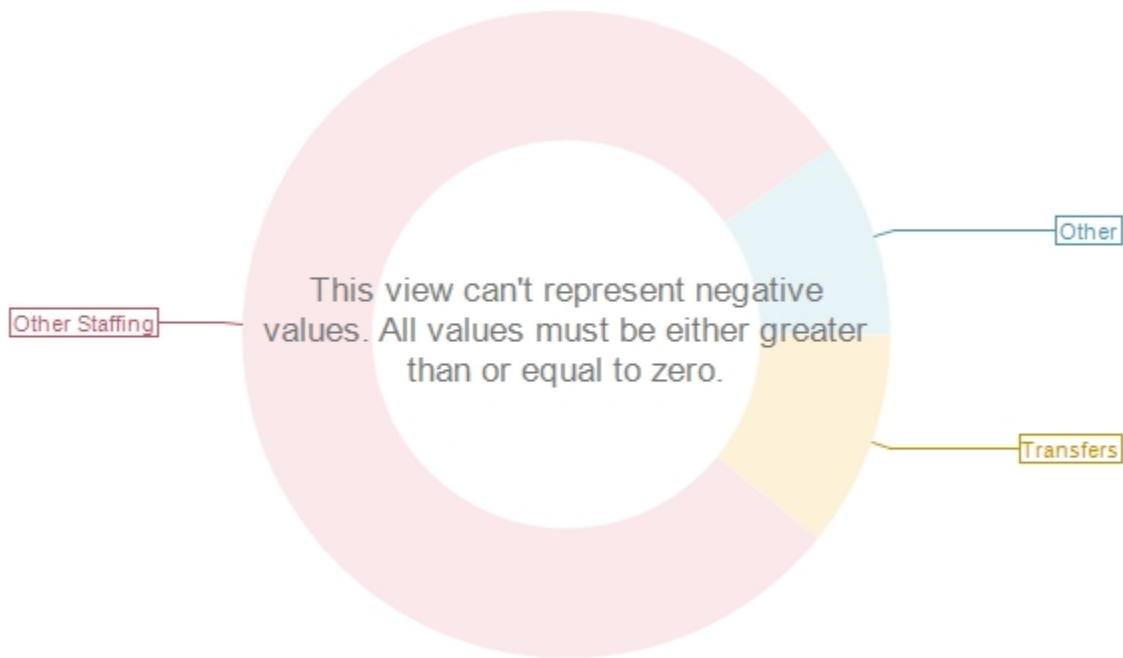 Other
This view can't represent negative
Other Staffing
values. All values must be either greater
than or equal to zero.
Transfers